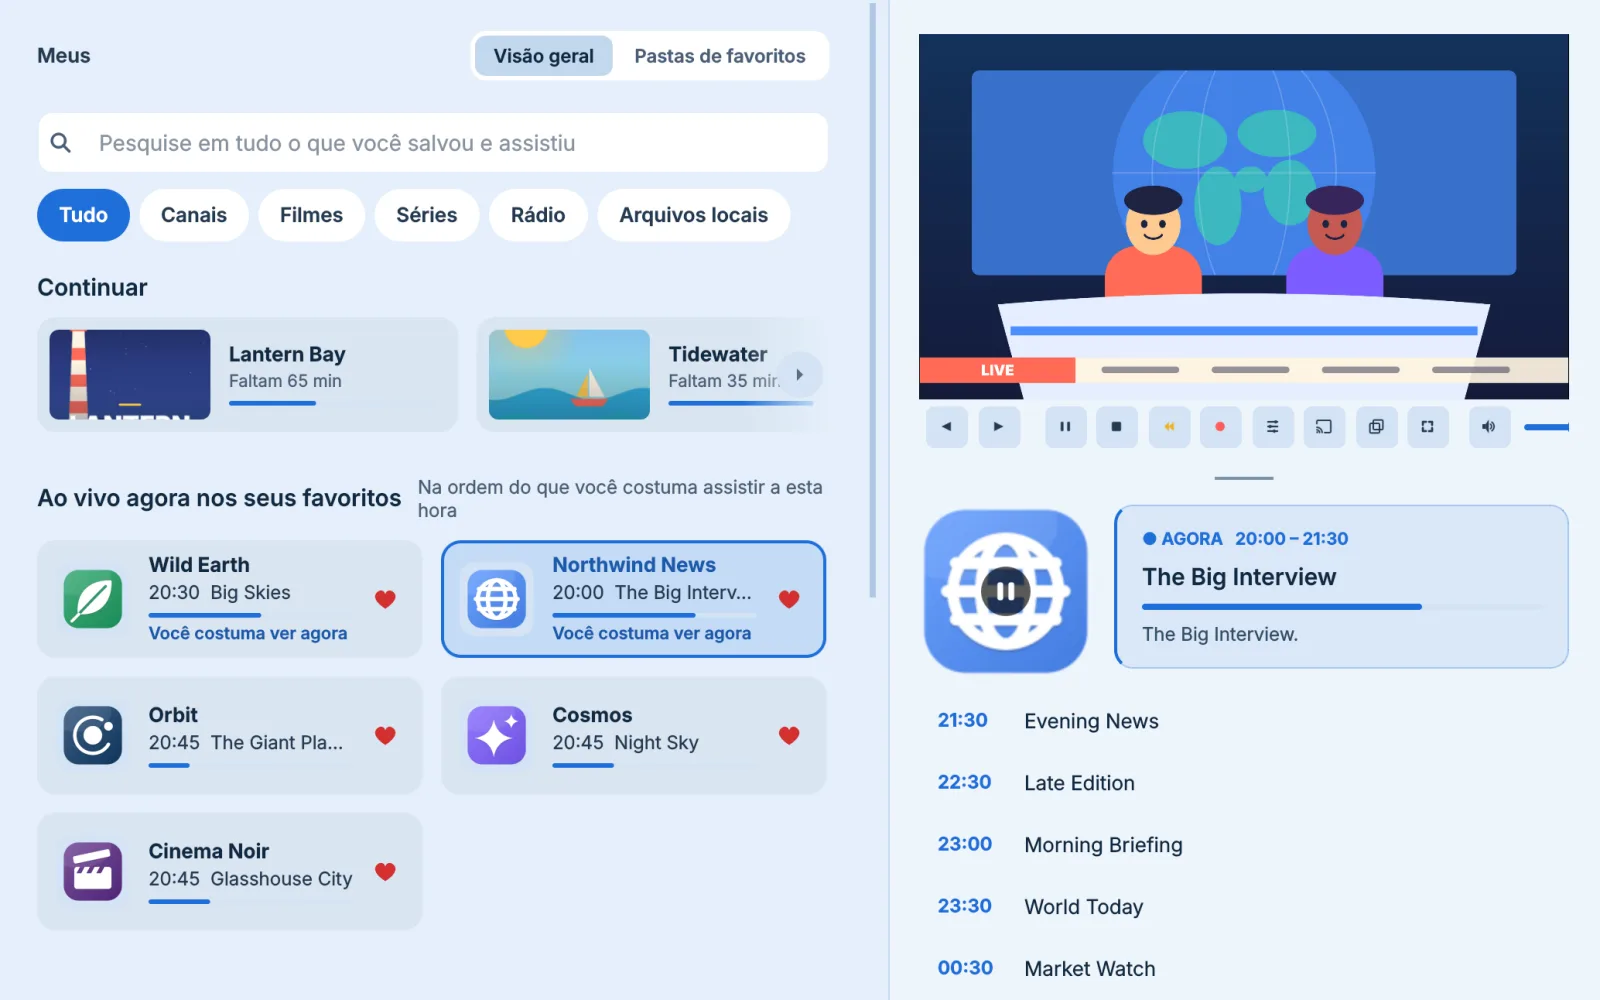 Meus
Visão geral
Pastas de favoritos
Pesquise em tudo o que você salvou e assistiu
Tudo
Canais
Filmes
Séries
Rádio
Arquivos locais
Continuar
LANTERN
Lantern Bay
Faltam 65 min
Tidewater
Faltam 35 min.
Ao vivo agora nos seus favoritos
Na ordem do que você costuma assistir a esta
hora
Wild Earth
20:30 Big Skies
Você costuma ver agora
Northwind News
20:00 The Big Interv...
Você costuma ver agora
Orbit
20:45 The Giant Pla...
Cosmos
20:45 Night Sky
Cinema Noir
20:45 Glasshouse City
LIVE
AGORA 20:00 – 21:30
The Big Interview
The Big Interview.
21:30 Evening News
22:30 Late Edition
23:00 Morning Briefing
23:30 World Today
00:30 Market Watch